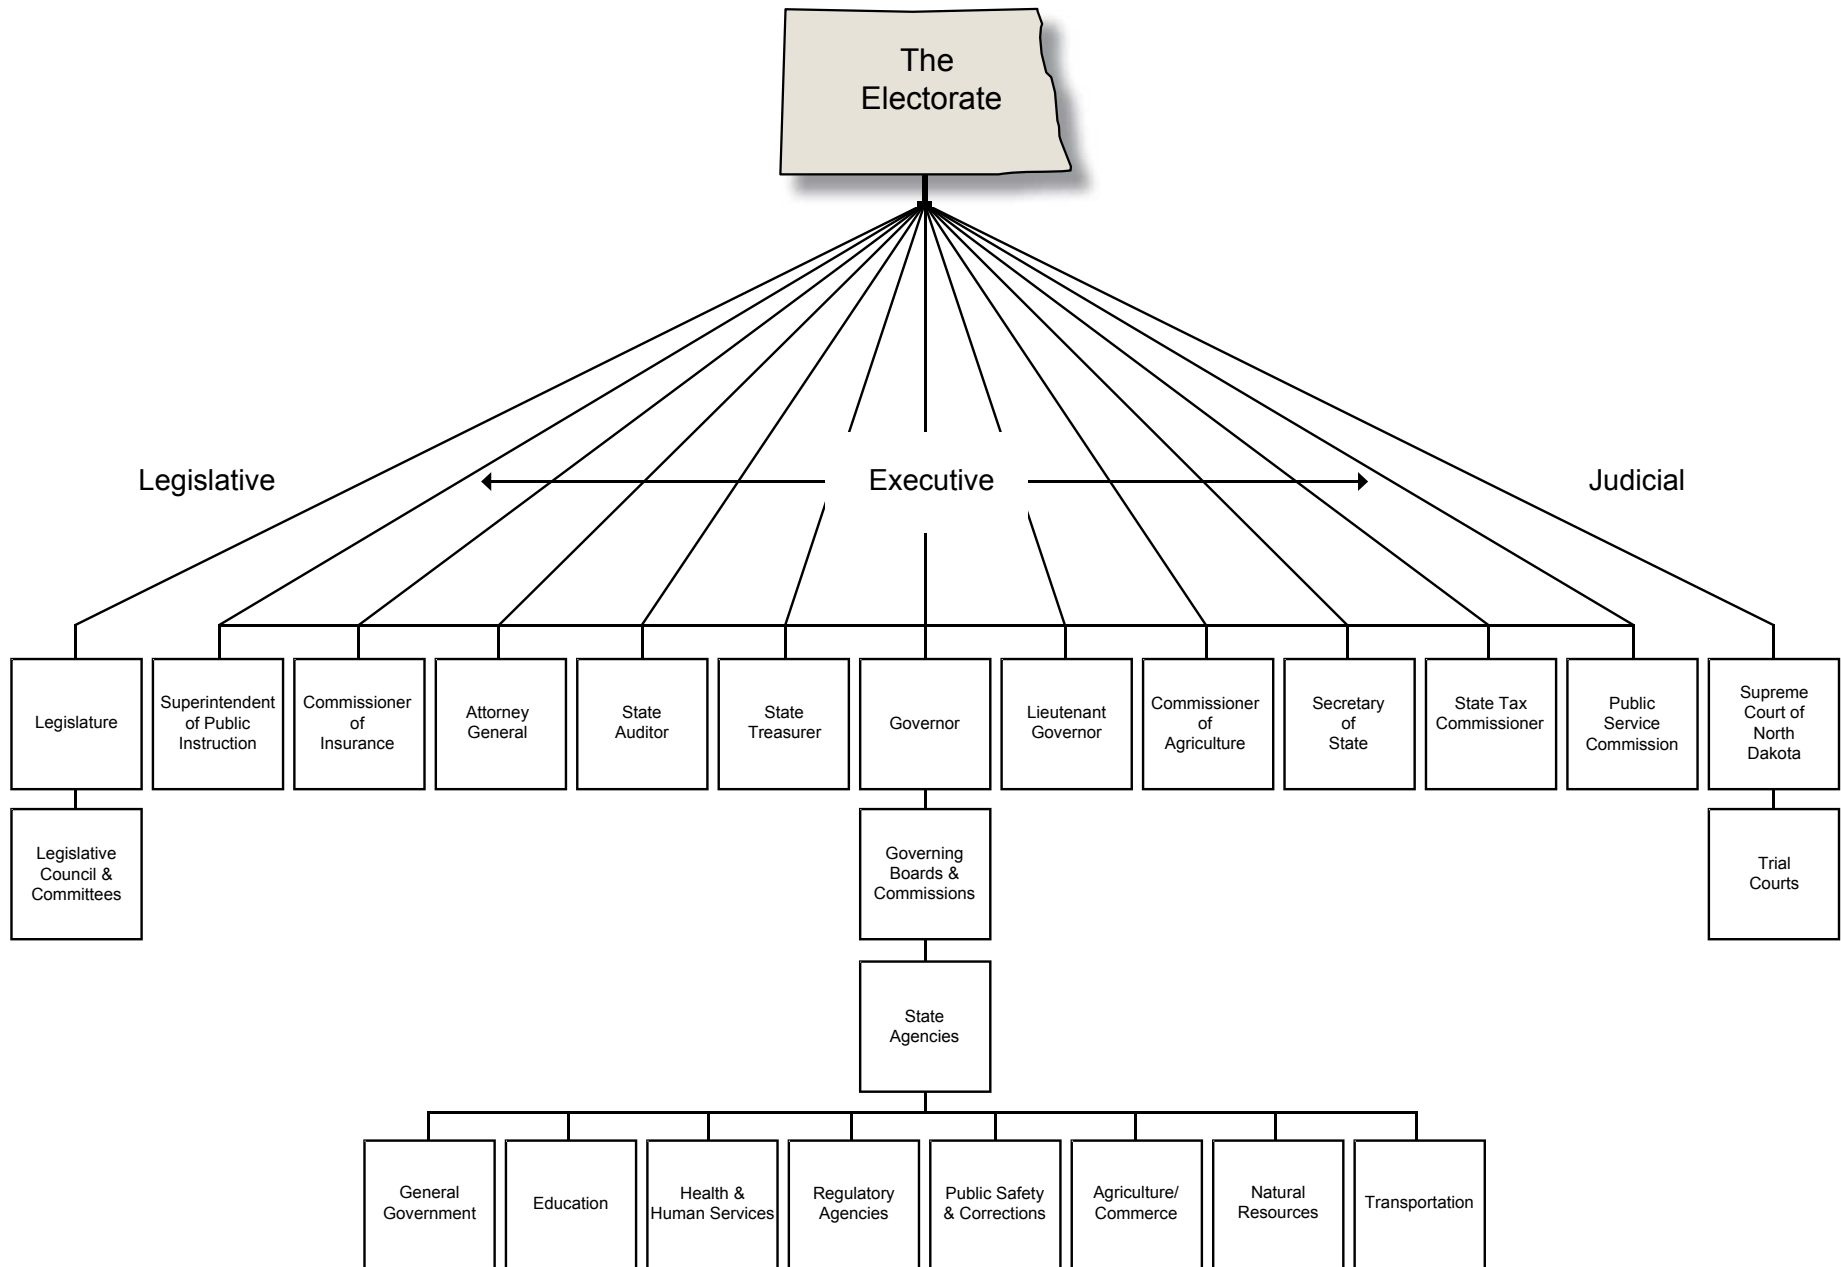 The
Electorate
Legislative
Executive
Judicial
Legislature
Superintendent
of Public
Instruction
Commissioner
of
Insurance
Attorney
General
State
Auditor
State
Treasurer
Governor
Lieutenant
Governor
Commissioner
of
Agriculture
Secretary
of
State
State Tax
Commissioner
Public
Service
Commission
Supreme
Court of
North
Dakota
Legislative
Council &
Committees
Governing
Boards &
Commissions
Trial
Courts
State
Agencies
General
Government
Education
Health &
Human Services
Regulatory
Agencies
Public Safety
& Corrections
Agriculture/
Commerce
Natural
Resources
Transportation